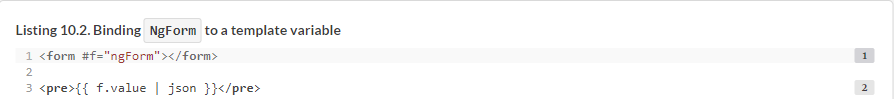 Listing 10.2. Binding NgForm to a template variable
1 <form #f="ngForm"></form> 1
2
3 <pre>{{ f.value | json }}</pre> 2